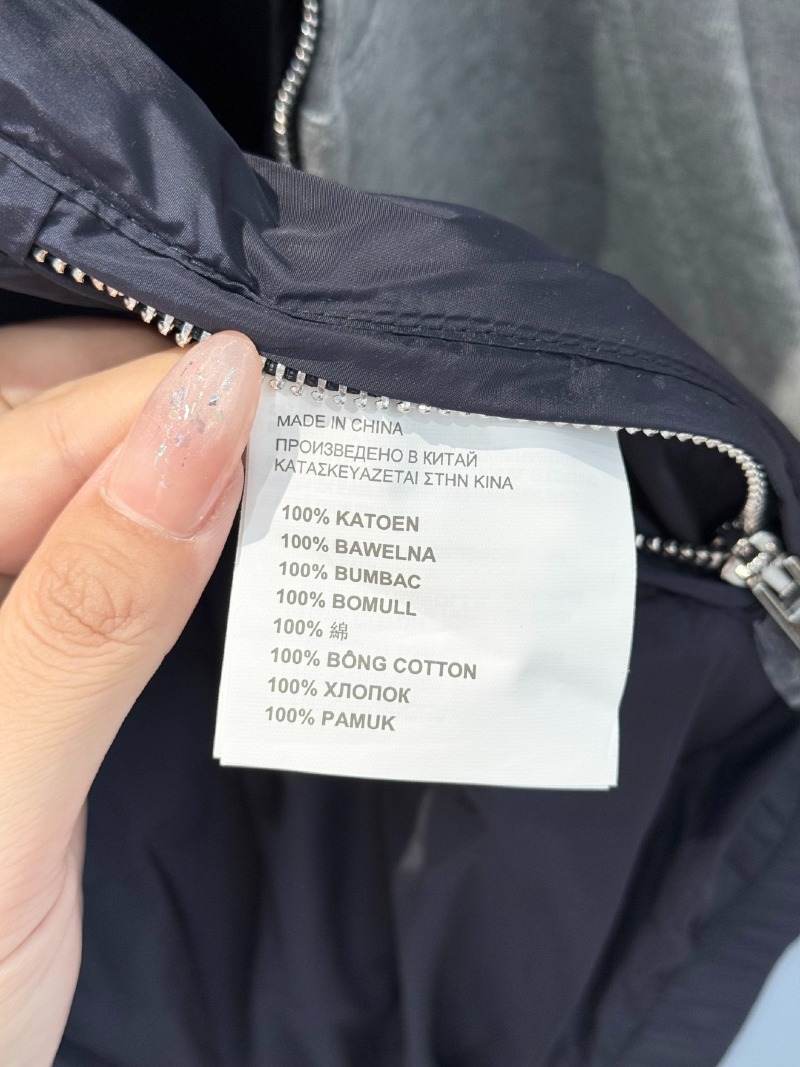 MADE IN CHINA
ПРОИЗВЕДЕНО В КИТАЙ
ΚΑΤΑΣΚΕΥΑΖΕΤΑΙ ΣΤΗΝ ΚΙΝΑ
100% KATOEN
100% BAWELNA
100% BUMBAC
100% BOMULL
100% 綿
100% BÔNG COTTON
100% ХЛОПОК
100% PAMUK